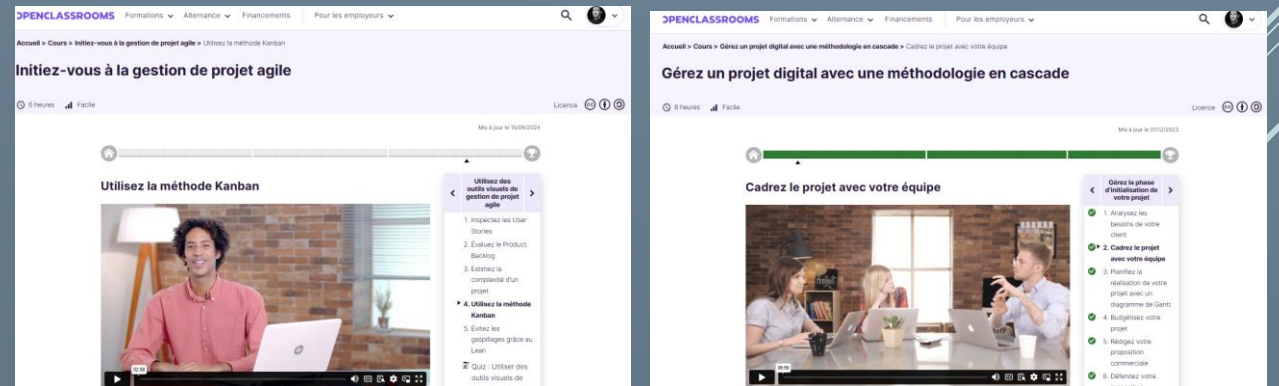 OPENCLASSROOMS Formations Alternance Financements Pour les employeurs
Accueil > Cours > Initiez-vous à la gestion de projet agile > Utilisez la méthode Kanban
Initiez-vous à la gestion de projet agile
6 heures Facile
Licence
Mis à jour le 15/05/2024
Utilisez la méthode Kanban
Utilisez des
outils visuels de
gestion de projet
agile
1. Inspectez les User
Stories
2. Évaluez le Product
Backlog
3. Estimez la
complexité d'un
projet
4. Utilisez la méthode
Kanban
5. Évitez les
gaspillages grâce au
Lean
Quiz : Utiliser des
outils visuels de
02:58
OPENCLASSROOMS Formations Alternance Financements Pour les employeurs
Accueil > Cours > Gérez un projet digital avec une méthodologie en cascade > Cadrez le projet avec votre équipe
Gérez un projet digital avec une méthodologie en cascade
8 heures Facile
Licence
Mis à jour le 01/12/2023
Cadrez le projet avec votre équipe
Gérez la phase
d'initialisation de
votre projet
1. Analysez les
besoins de votre
client
2. Cadrez le projet
avec votre équipe
3. Planifiez la
réalisation de votre
projet avec un
diagramme de Gantt
4. Budgétisez votre
projet
5. Rédigez votre
proposition
commerciale
6. Défendez votre